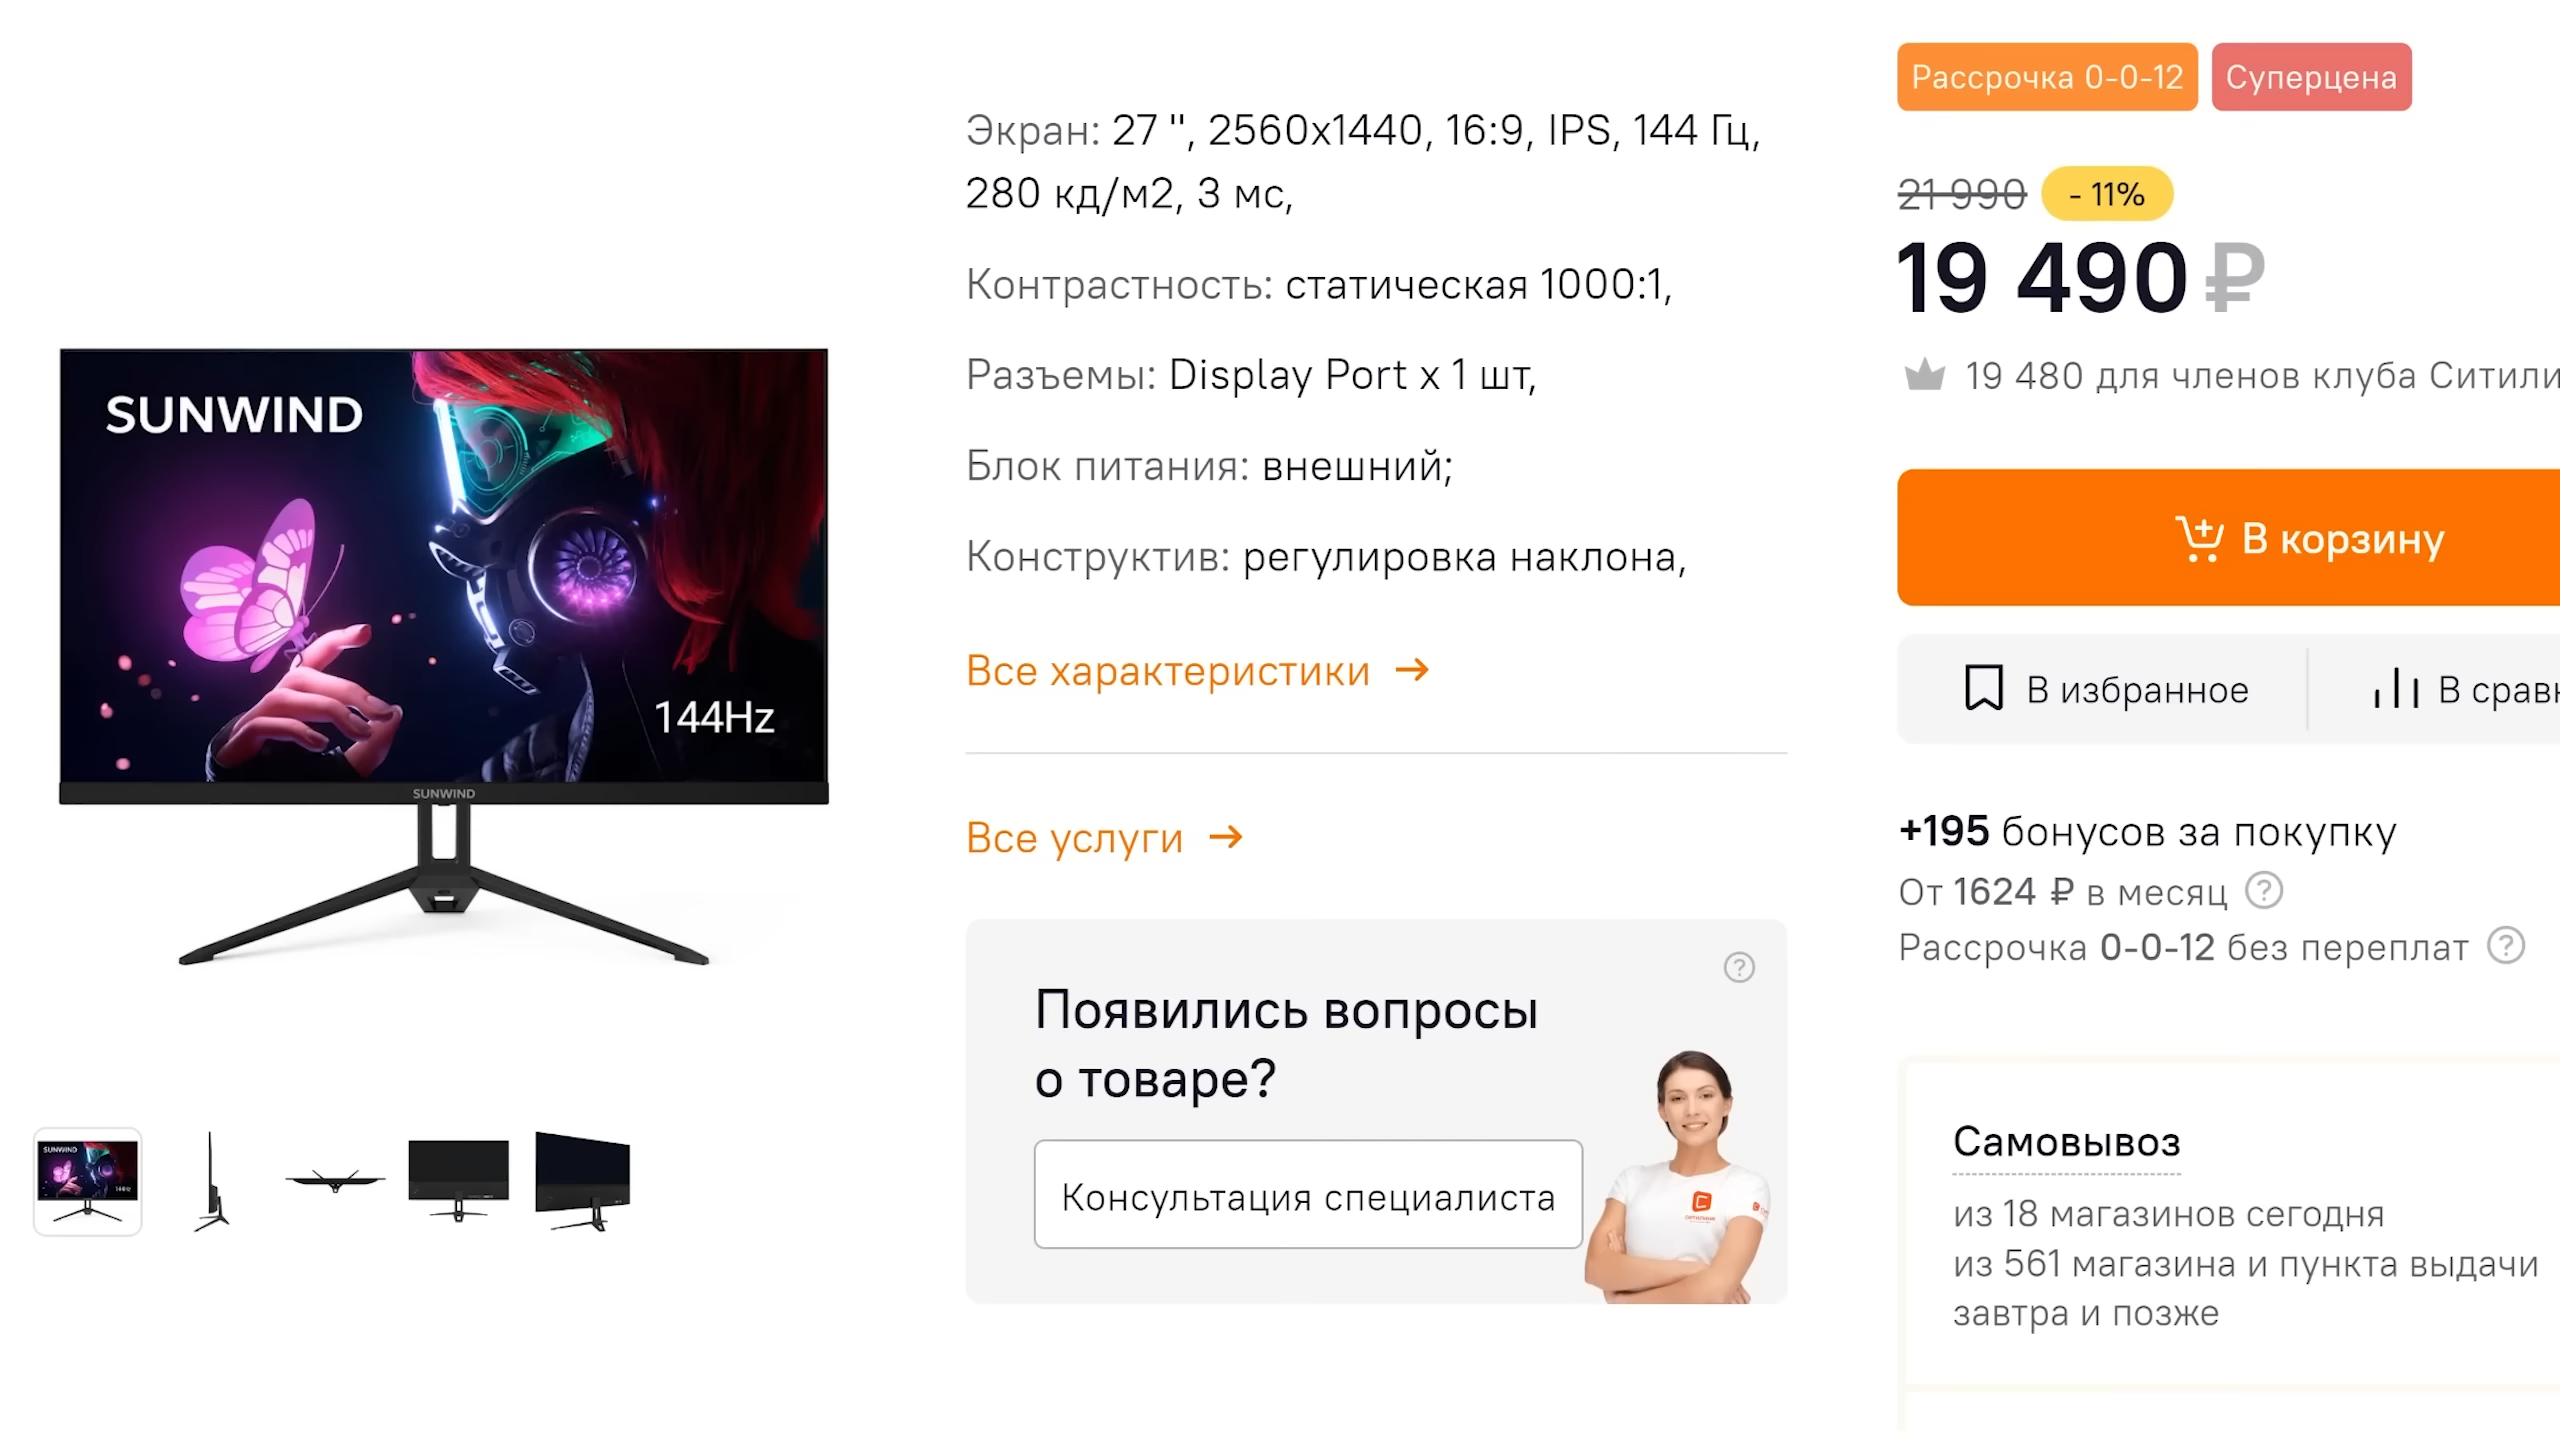 SUNWIND
144Hz
SUNWIND
Экран: 27 ", 2560x1440, 16:9, IPS, 144 Гц,
280 кд/м2, 3 мс,
Контрастность: статическая 1000:1,
Разъемы: Display Port x 1 шт,
Блок питания: внешний;
Конструктив: регулировка наклона,
Все характеристики →
Все услуги →
Появились вопросы
о товаре?
Консультация специалиста
Рассрочка 0-0-12 Суперцена
21 990 - 11%
19 490 ₽
19 480 для членов клуба Ситили
В корзину
В избранное В сравн
+195 бонусов за покупку
От 1624 ₽ в месяц
Рассрочка 0-0-12 без переплат
Самовывоз
из 18 магазинов сегодня
из 561 магазина и пункта выдачи
завтра и позже